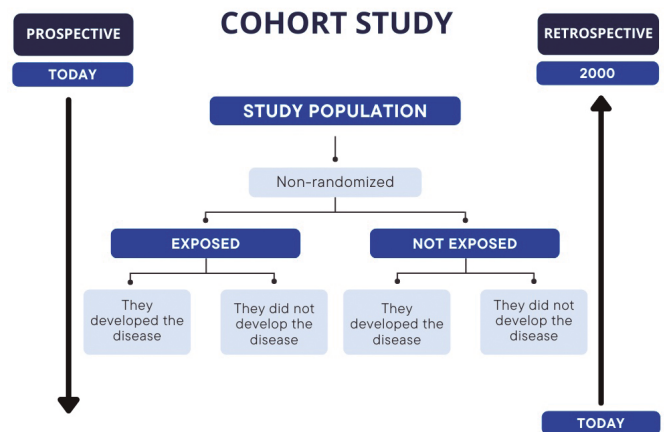 COHORT STUDY
PROSPECTIVE
TODAY
RETROSPECTIVE
2000
STUDY POPULATION
Non-randomized
EXPOSED
NOT EXPOSED
They
developed the
disease
They did not
develop the
disease
They
developed the
disease
They did not
develop the
disease
TODAY